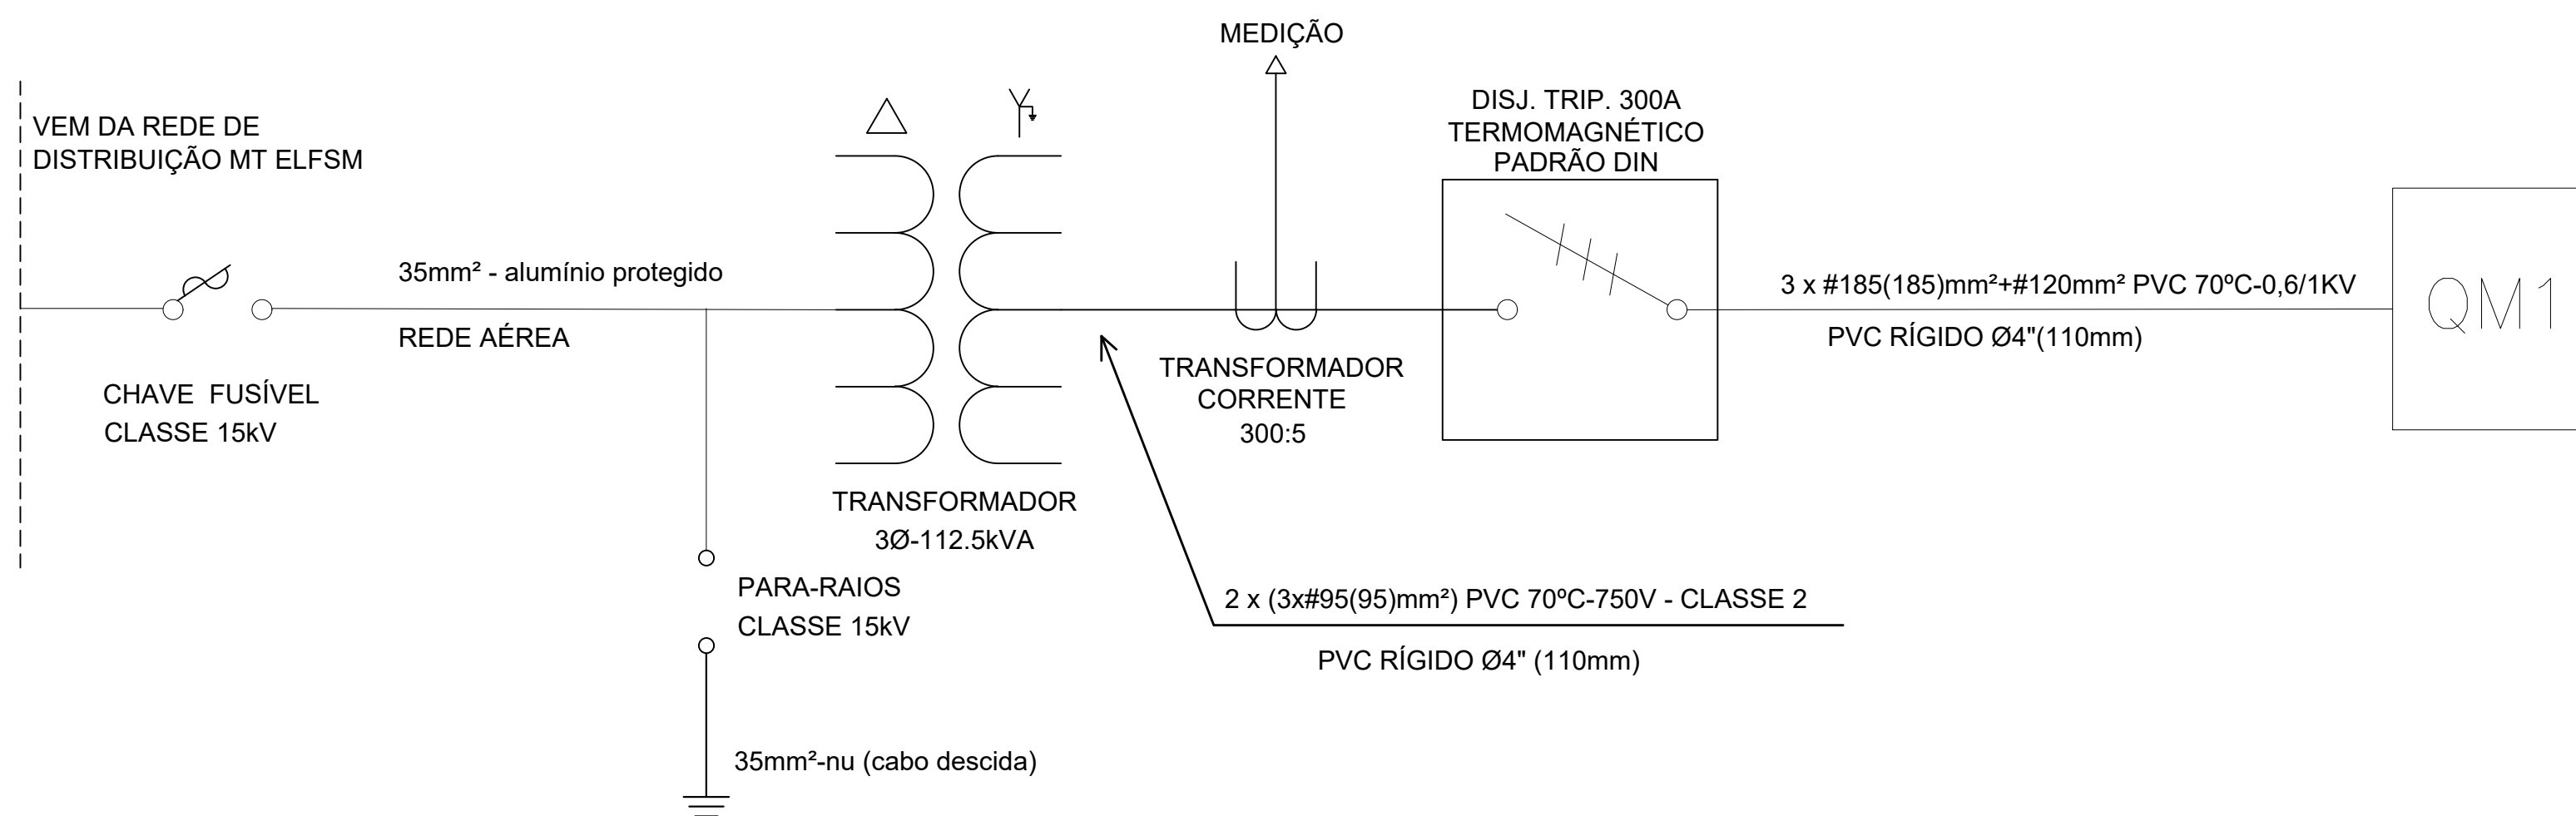 MEDIÇÃO
VEM DA REDE DE
DISTRIBUIÇÃO MT ELFSM
DISJ. TRIP. 300A
TERMOMAGNÉTICO
PADRÃO DIN
35mm² - alumínio protegido
REDE AÉREA
CHAVE  FUSÍVEL
CLASSE 15kV
TRANSFORMADOR
3Ø-112.5kVA
TRANSFORMADOR
CORRENTE
300:5
3 x #185(185)mm²+#120mm² PVC 70ºC-0,6/1KV
PVC RÍGIDO Ø4"(110mm)
QM1
PARA-RAIOS
CLASSE 15kV
2 x (3x#95(95)mm²) PVC 70ºC-750V - CLASSE 2
PVC RÍGIDO Ø4" (110mm)
35mm²-nu (cabo descida)